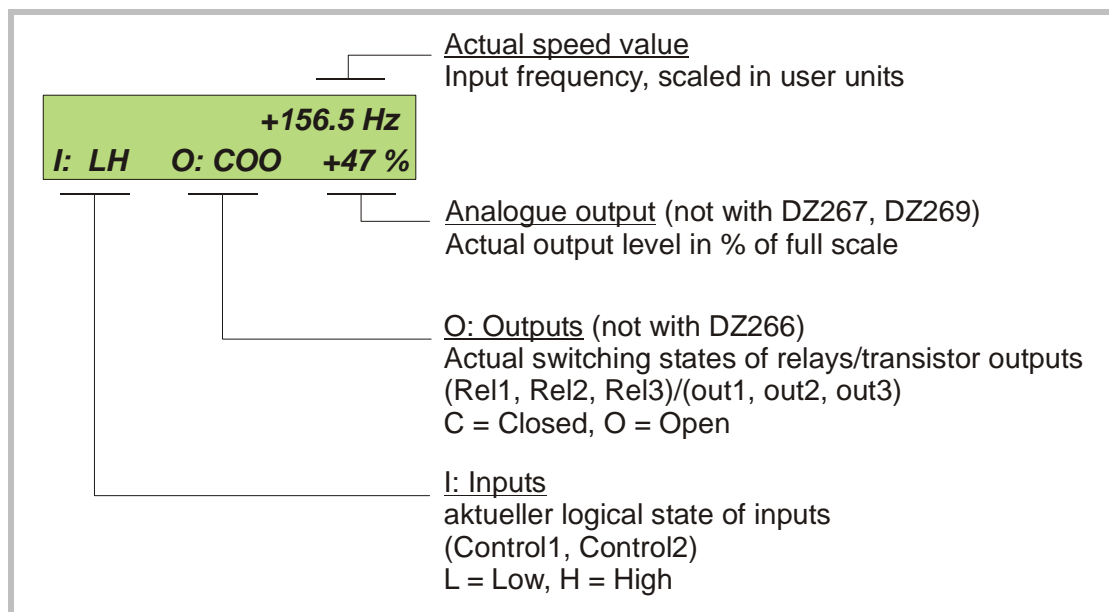 Actual speed value
Input frequency, scaled in user units
+156.5 Hz
I: LH O: COO +47 %
Analogue output (not with DZ267, DZ269)
Actual output level in % of full scale
O: Outputs (not with DZ266)
Actual switching states of relays/transistor outputs
(Rel1, Rel2, Rel3)/(out1, out2, out3)
C = Closed, O = Open
I: Inputs
aktueller logical state of inputs
(Control1, Control2)
L = Low, H = High